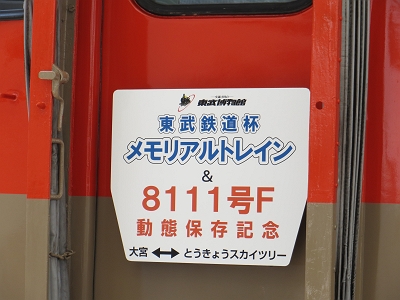 東武博物館
東武鉄道杯
メモリアルトレイン
&
8111号F
動態保存記念
大宮 ↔ とうきょうスカイツリー